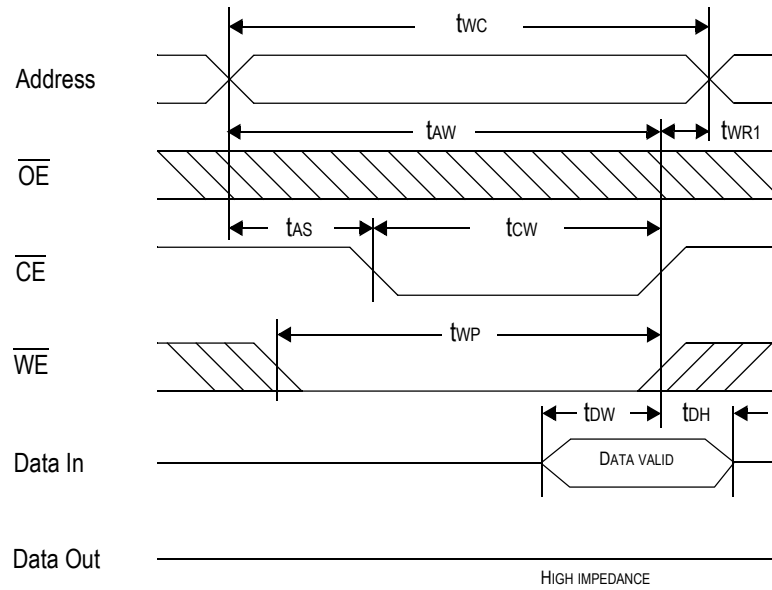 tWC
Address
tAW
tWR1
OE
tAS
tCW
CE
tWP
WE
tDW
tDH
Data In
DATA VALID
Data Out
HIGH IMPEDANCE